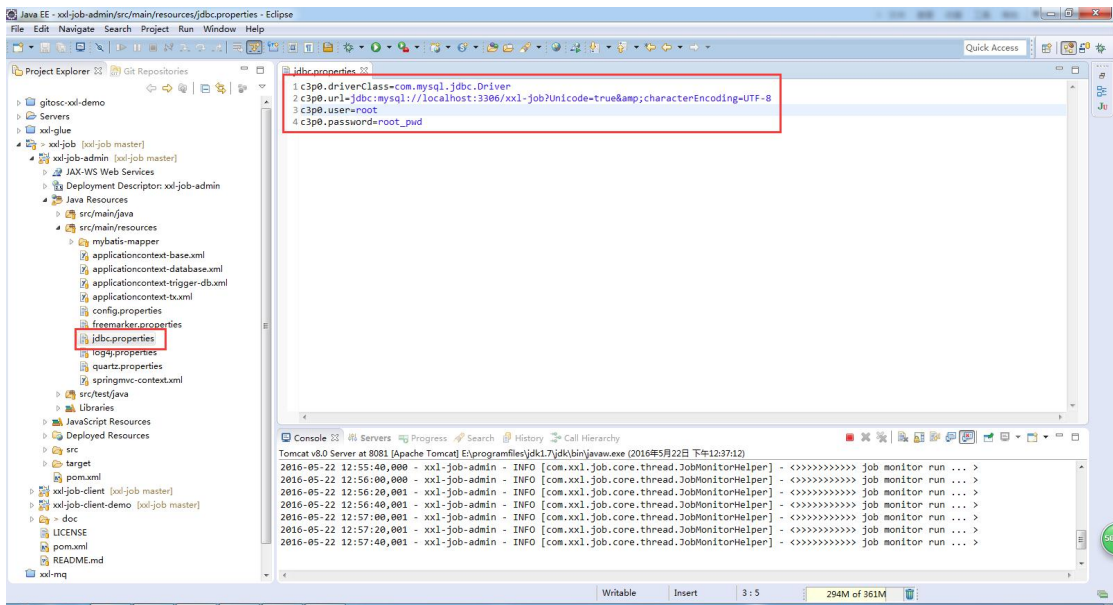 Java EE - xxl-job-admin/src/main/resources/jdbc.properties - Eclipse
File Edit Navigate Search Project Run Window Help
Quick Access
Project Explorer
Git Repositories
gitosc-xxl-demo
Servers
xxl-glue
> xxl-job [xxl-job master]
xxl-job-admin [xxl-job master]
JAX-WS Web Services
Deployment Descriptor: xxl-job-admin
Java Resources
src/main/java
src/main/resources
mybatis-mapper
applicationcontext-base.xml
applicationcontext-database.xml
applicationcontext-trigger-db.xml
applicationcontext-tx.xml
config.properties
freemarker.properties
jdbc.properties
log4j.properties
quartz.properties
springmvc-context.xml
src/test/java
Libraries
JavaScript Resources
Deployed Resources
src
target
pom.xml
xxl-job-client [xxl-job master]
xxl-job-client-demo [xxl-job master]
> doc
LICENSE
pom.xml
README.md
xxl-mq
jdbc.properties
1 c3p0.driverClass=com.mysql.jdbc.Driver
2 c3p0.url=jdbc:mysql://localhost:3306/xxl-job?Unicode=true&amp;characterEncoding=UTF-8
3 c3p0.user=root
4 c3p0.password=root_pwd
Console Servers Progress Search History Call Hierarchy
Tomcat v8.0 Server at 8081 [Apache Tomcat] E:\programfiles\jdk1.7\jdk\bin\javaw.exe (2016年5月22日 下午12:37:12)
2016-05-22 12:55:40,000 - xxl-job-admin - INFO [com.xxl.job.core.thread.JobMonitorHelper] - <>>>>>>>>>>> job monitor run ... >
2016-05-22 12:56:00,000 - xxl-job-admin - INFO [com.xxl.job.core.thread.JobMonitorHelper] - <>>>>>>>>>>> job monitor run ... >
2016-05-22 12:56:20,001 - xxl-job-admin - INFO [com.xxl.job.core.thread.JobMonitorHelper] - <>>>>>>>>>>> job monitor run ... >
2016-05-22 12:56:40,001 - xxl-job-admin - INFO [com.xxl.job.core.thread.JobMonitorHelper] - <>>>>>>>>>>> job monitor run ... >
2016-05-22 12:57:00,001 - xxl-job-admin - INFO [com.xxl.job.core.thread.JobMonitorHelper] - <>>>>>>>>>>> job monitor run ... >
2016-05-22 12:57:20,001 - xxl-job-admin - INFO [com.xxl.job.core.thread.JobMonitorHelper] - <>>>>>>>>>>> job monitor run ... >
2016-05-22 12:57:40,001 - xxl-job-admin - INFO [com.xxl.job.core.thread.JobMonitorHelper] - <>>>>>>>>>>> job monitor run ... >
Writable Insert 3 : 5 294M of 361M